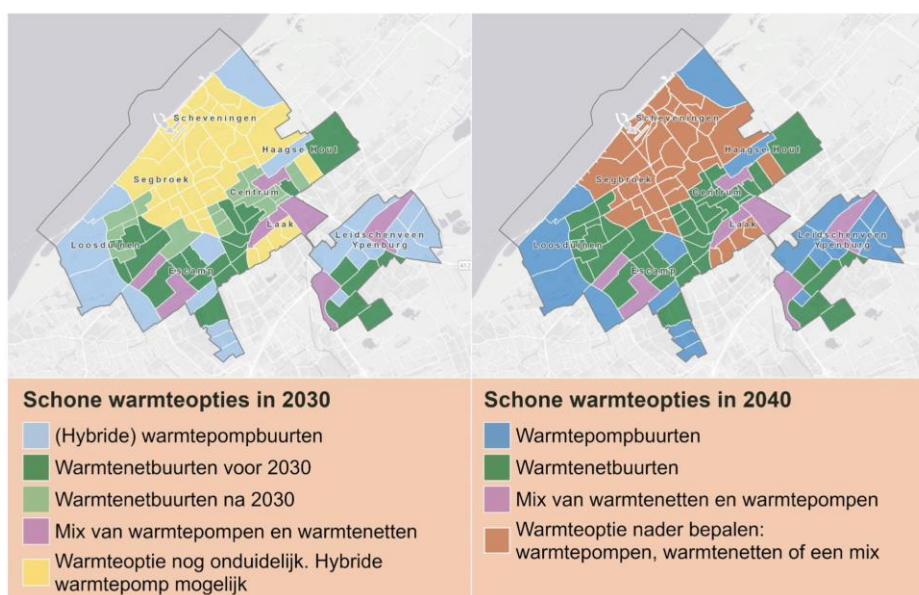 Scheveningen
Haagse Hout
Segbroek
Centrum
Laak
Leidschenveen
Ypenburg
Loosduinen
Escamp
Scheveningen
Haagse Hout
Segbroek
Centrum
Laak
Leidschenveen
Ypenburg
Loosduinen
Escamp
Schone warmteopties in 2030
(Hybride) warmtepompbuurten
Warmtenetbuurten voor 2030
Warmtenetbuurten na 2030
Mix van warmtepompen en warmtenetten
Warmteoptie nog onduidelijk. Hybride
warmtepomp mogelijk
Schone warmteopties in 2040
Warmtepompbuurten
Warmtenetbuurten
Mix van warmtenetten en warmtepompen
Warmteoptie nader bepalen:
warmtepompen, warmtenetten of een mix